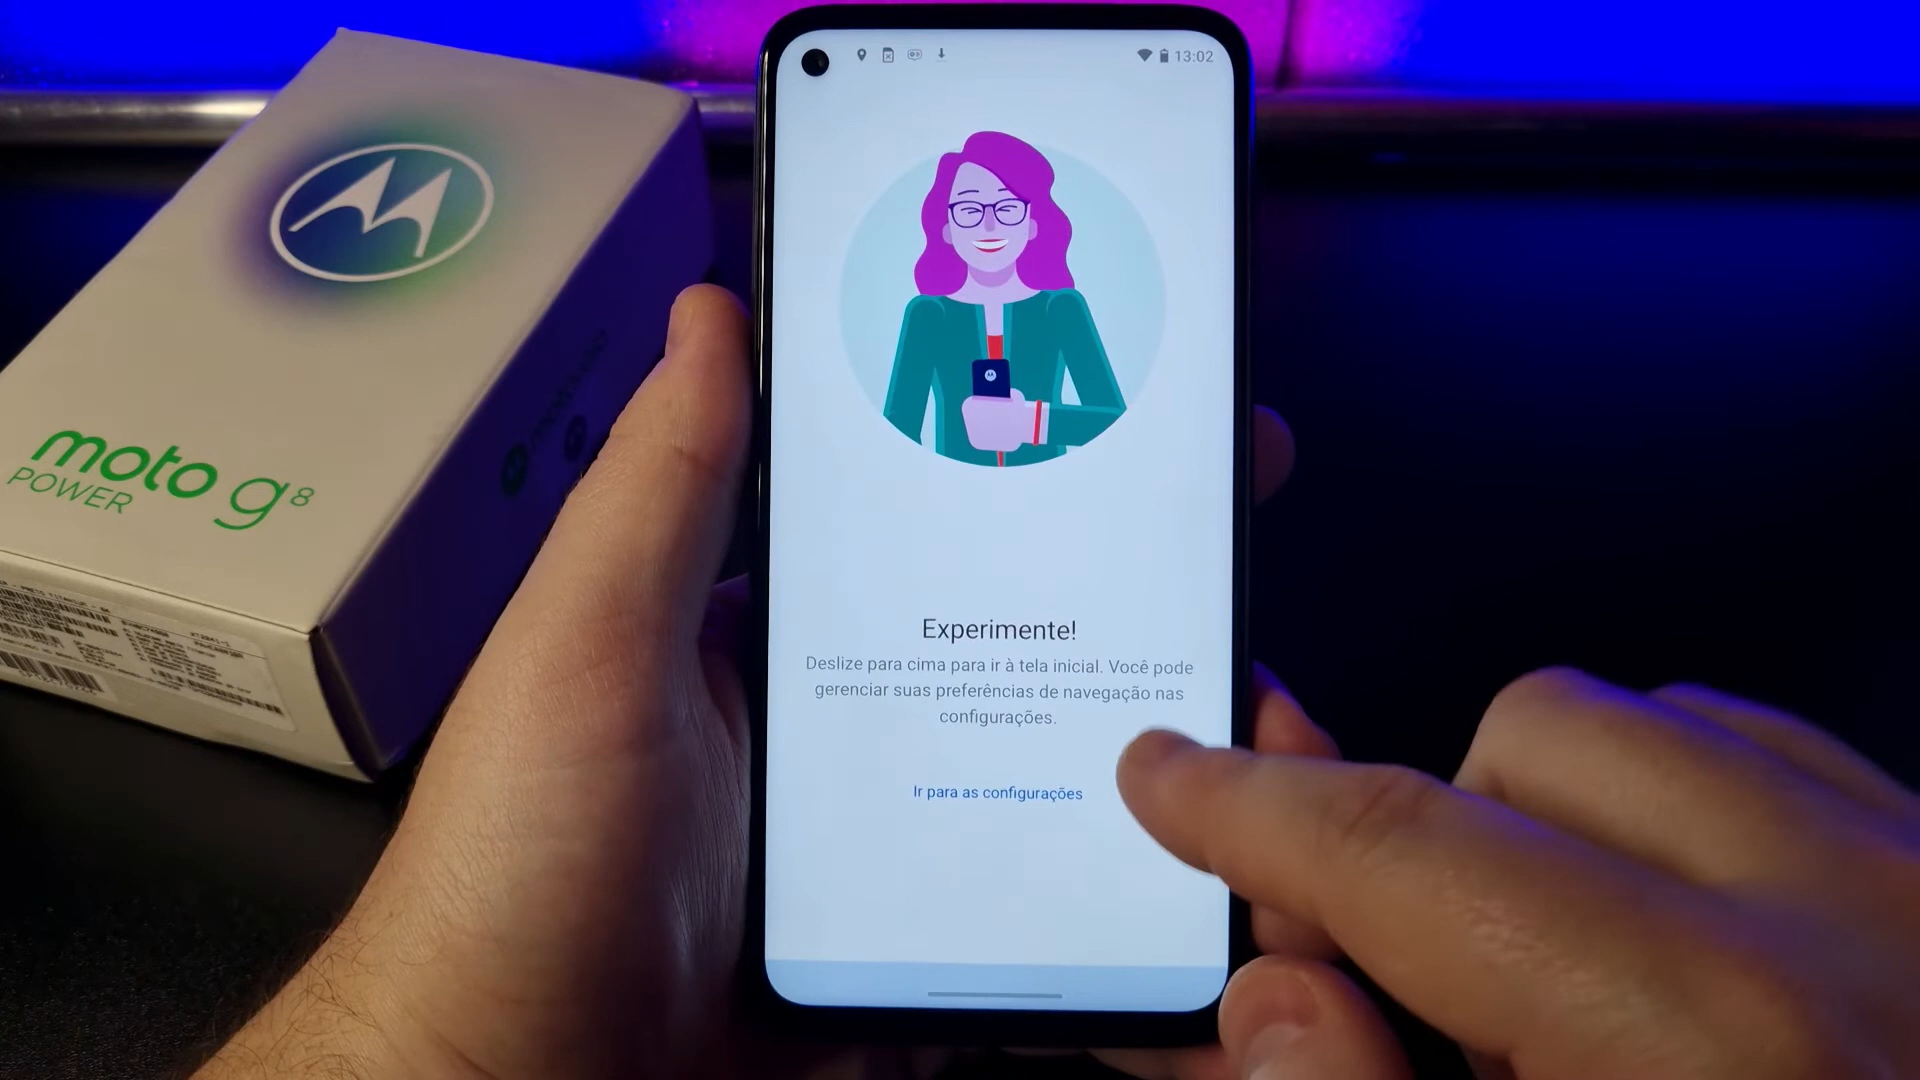 13:02
Experimente!
Deslize para cima para ir à tela inicial. Você pode
gerenciar suas preferências de navegação nas
configurações.
Ir para as configurações
moto g8
POWER